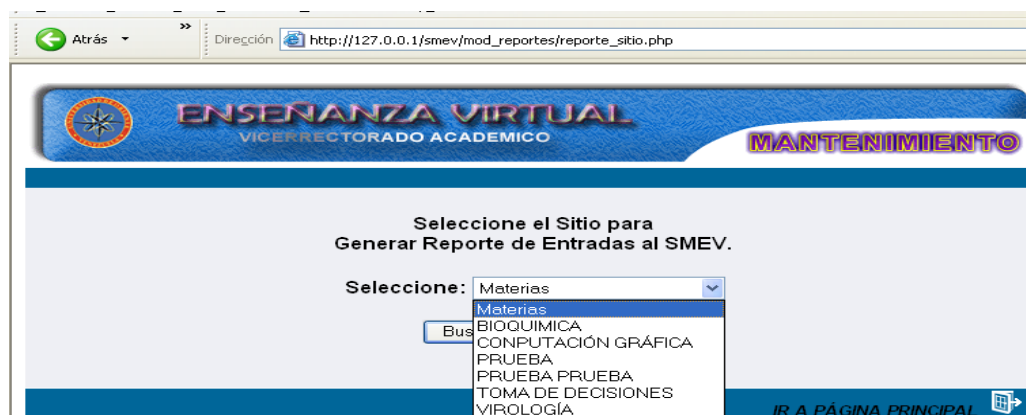 Atrás
»
Dirección http://127.0.0.1/smev/mod_reportes/reporte_sitio.php
ENSEÑANZA VIRTUAL
VICERRECTORADO ACADEMICO
MANTENIMIENTO
Seleccione el Sitio para
Generar Reporte de Entradas al SMEV.
Seleccione: Materias
Materias
Bus
BIOQUIMICA
CONPUTACIÓN GRÁFICA
PRUEBA
PRUEBA PRUEBA
TOMA DE DECISIONES
VIROLOGÍA
IR A PÁGINA PRINCIPAL